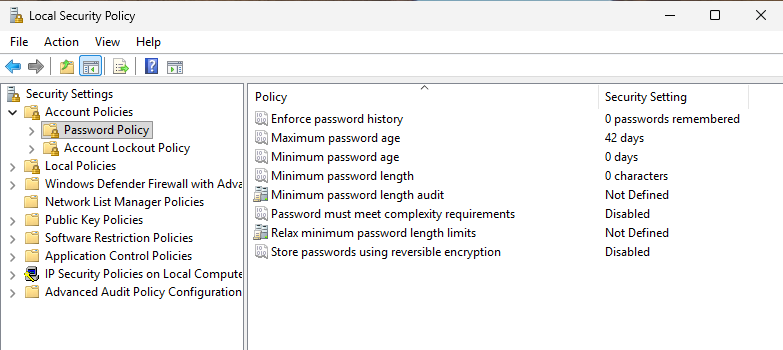 Local Security Policy
File Action View Help
Security Settings
Account Policies
Password Policy
Account Lockout Policy
Local Policies
Windows Defender Firewall with Adva
Network List Manager Policies
Public Key Policies
Software Restriction Policies
Application Control Policies
IP Security Policies on Local Compute
Advanced Audit Policy Configuration
Policy Security Setting
Enforce password history 0 passwords remembered
Maximum password age 42 days
Minimum password age 0 days
Minimum password length 0 characters
Minimum password length audit Not Defined
Password must meet complexity requirements Disabled
Relax minimum password length limits Not Defined
Store passwords using reversible encryption Disabled